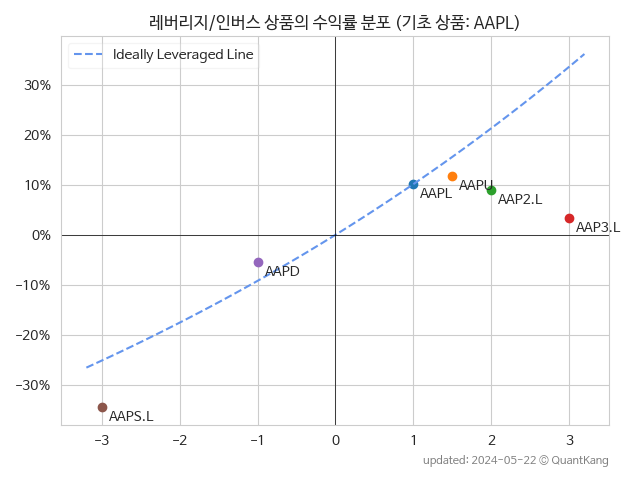 레버리지/인버스 상품의 수익률 분포 (기초 상품: AAPL)
Ideally Leveraged Line
30%
20%
10%
0%
-10%
-20%
-30%
AAPL
AAPU
AAP2.L
AAP3.L
AAPD
AAPS.L
-3 -2 -1 0 1 2 3
updated: 2024-05-22 © QuantKang